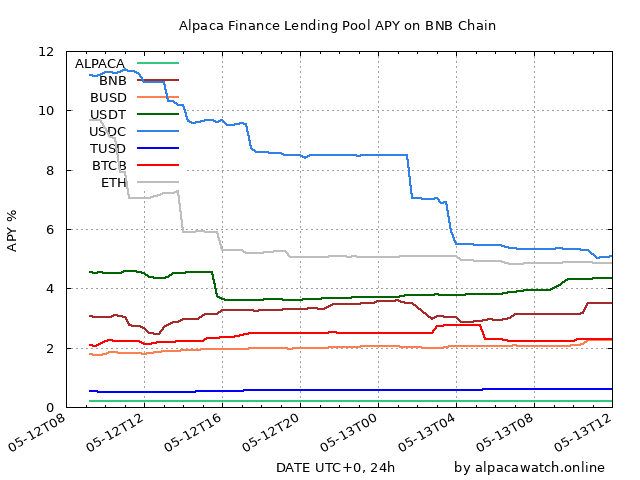 Alpaca Finance Lending Pool APY on BNB Chain
12
10
8
6
4
2
0
APY %
ALPACA
BNB
BUSD
USDT
USDC
TUSD
BTCB
ETH
05-12T08
05-12T12
05-12T16
05-12T20
05-13T00
05-13T04
05-13T08
05-13T12
DATE UTC+0, 24h
by alpacawatch.online